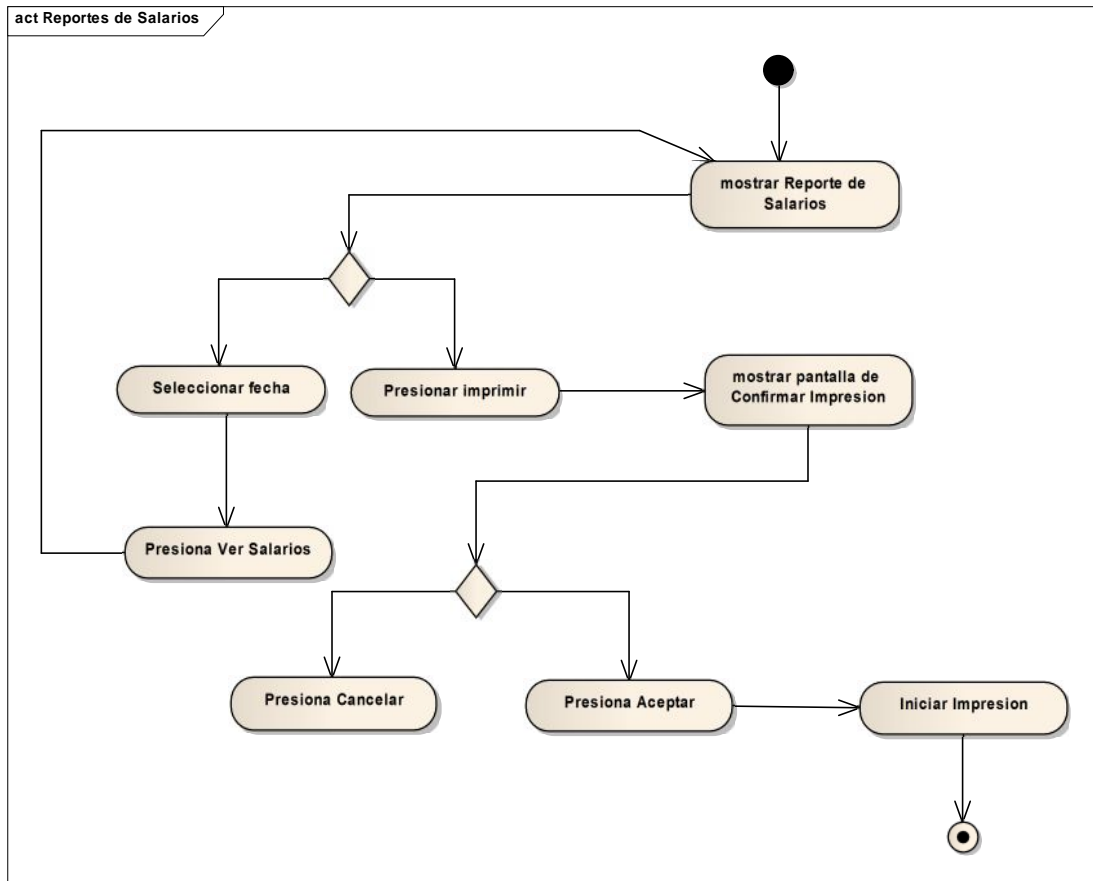 act Reportes de Salarios
mostrar Reporte de
Salarios
Seleccionar fecha
Presionar imprimir
mostrar pantalla de
Confirmar Impresion
Presiona Ver Salarios
Presiona Cancelar
Presiona Aceptar
Iniciar Impresion